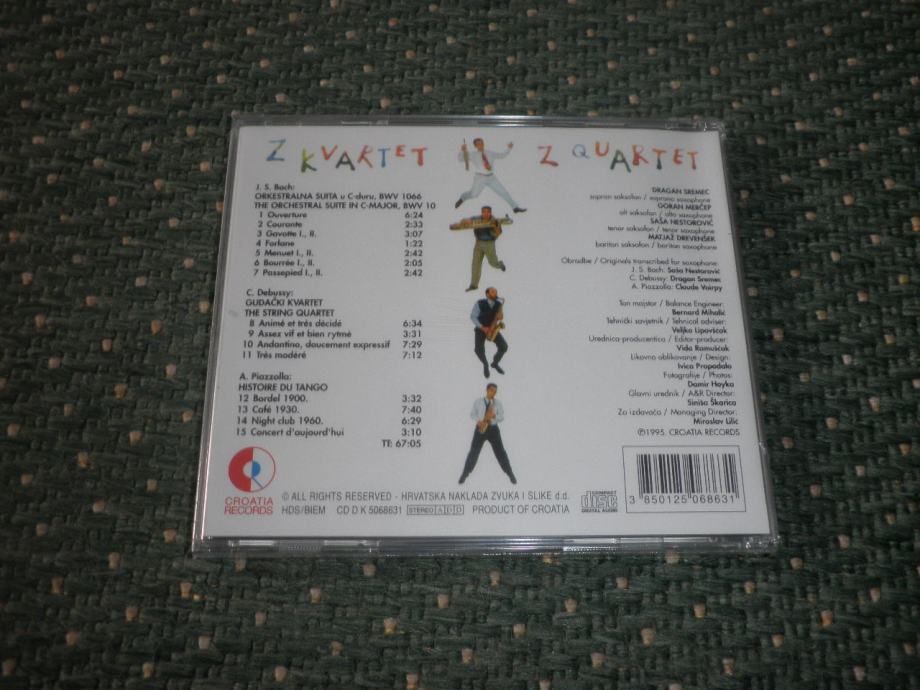 Z KVARTET Z QUARTET
J. S. Bach:
ORKESTRALNA SUITA u C-duru, BWV 1066
THE ORCHESTRAL SUITE IN C-MAJOR, BWV 10
1 Ouverture 6:24
2 Courante 2:33
3 Gavotte I., II. 3:07
4 Forlane 1:22
5 Menuet I., II. 2:42
6 Bourrée I., II. 2:05
7 Passepied I., II. 2:42
C. Debussy:
GUDAČKI KVARTET
THE STRING QUARTET
8 Animé et trés décidé 6:34
9 Assez vif et bien rytmé 3:31
10 Andantino, doucement expressif 7:29
11 Trés modéré 7:12
A. Piazzolla:
HISTOIRE DU TANGO
12 Bordel 1900. 3:32
13 Café 1930. 7:40
14 Night club 1960. 6:29
15 Concert d'aujourd'hui 3:10
TT: 67:05
DRAGAN SREMEC
sopran saksofon / soprano saxophone
GORAN MERČEP
alt saksofon / alto saxophone
SAŠA NESTOROVIĆ
tenor saksofon / tenor saxophone
MATJAŽ DREVENŠEK
bariton saksofon / bariton saxophone
Obradbe / Originals transcribed for saxophone:
J. S. Bach: Saša Nestorović
C. Debussy: Dragan Sremec
A. Piazzolla: Claude Voirpy
Ton majstor / Balance Engineer:
Bernard Mihalić
Tehnički savjetnik / Tehnical adviser:
Veljko Lipovšćak
Urednica-producentica / Editor-producer:
Vida Ramušćak
Likovno oblikovanje / Design:
Ivica Propadalo
Fotografije / Photos:
Damir Hoyka
Glavni urednik / A&R Director:
Siniša Škarica
Za izdavača / Managing Director:
Miroslav Lilić
℗1995. CROATIA RECORDS
CROATIA
RECORDS
© ALL RIGHTS RESERVED - HRVATSKA NAKLADA ZVUKA I SLIKE d.d.
HDS/BIEM CD D K 5068631 STEREO ADD PRODUCT OF CROATIA
COMPACT
disc
DIGITAL AUDIO
3 850125 068631